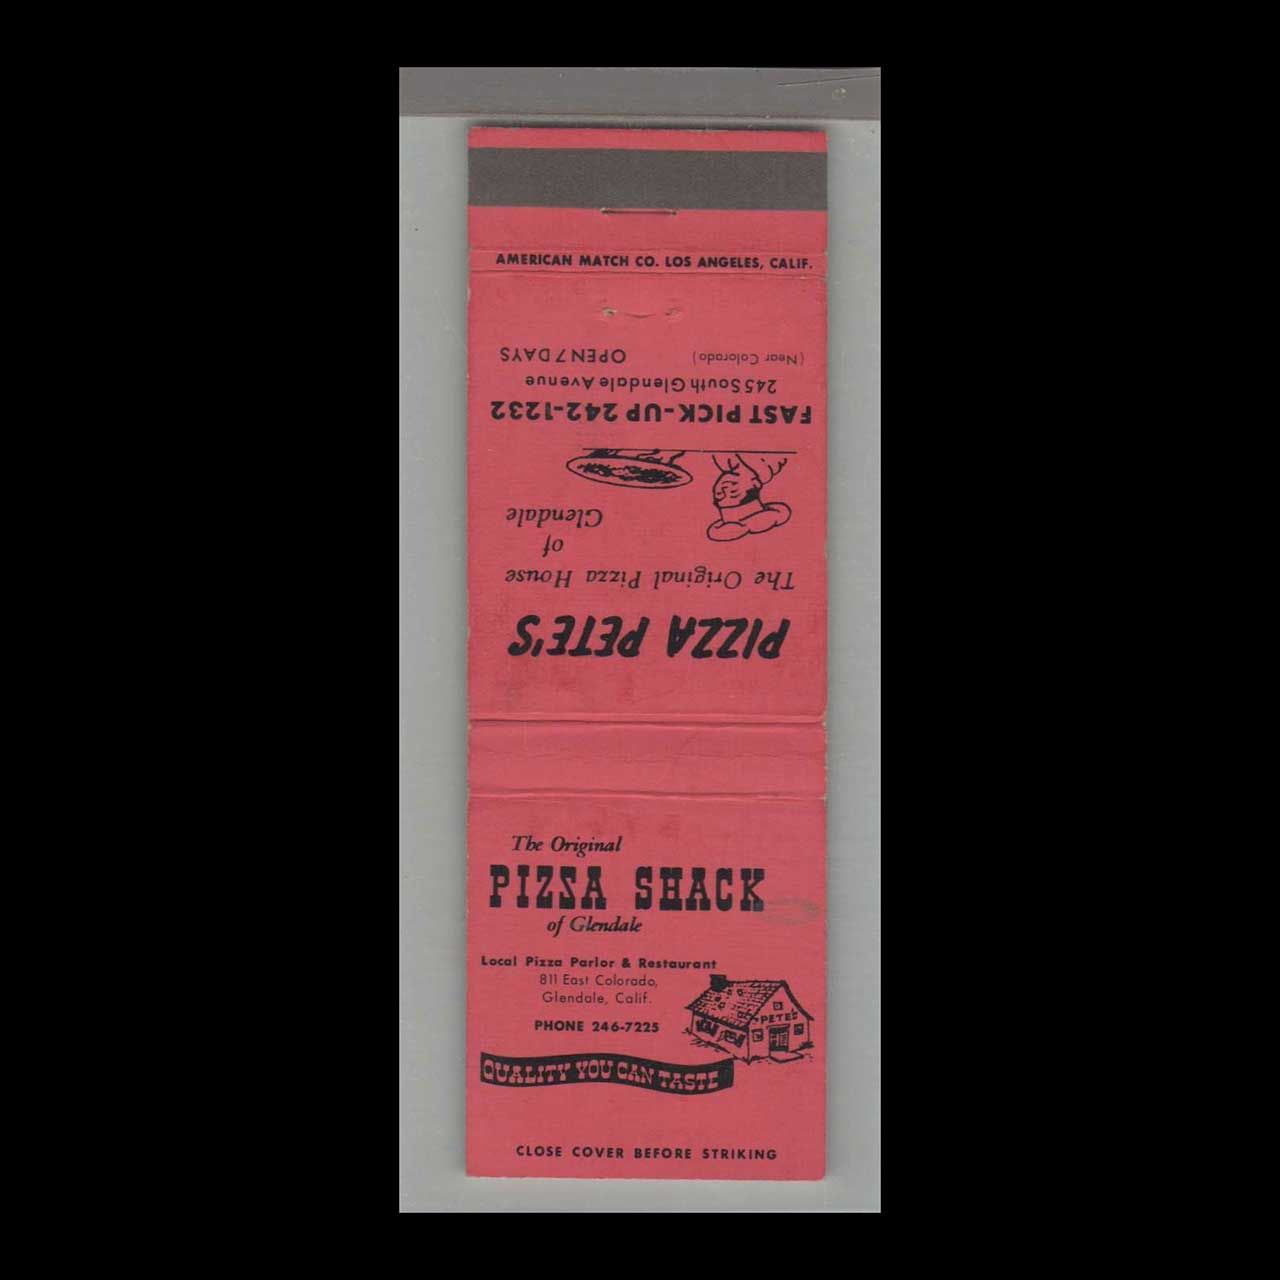 AMERICAN MATCH CO. LOS ANGELES, CALIF.
PIZZA PETE'S
The Original Pizza House
of
Glendale
FAST PICK-UP 242-1232
245 South Glendale Avenue
(Near Colorado) OPEN 7 DAYS
The Original
PIZZA SHACK
of Glendale
Local Pizza Parlor & Restaurant
811 East Colorado,
Glendale, Calif.
PHONE 246-7225
PETE'S
QUALITY YOU CAN TASTE
CLOSE COVER BEFORE STRIKING